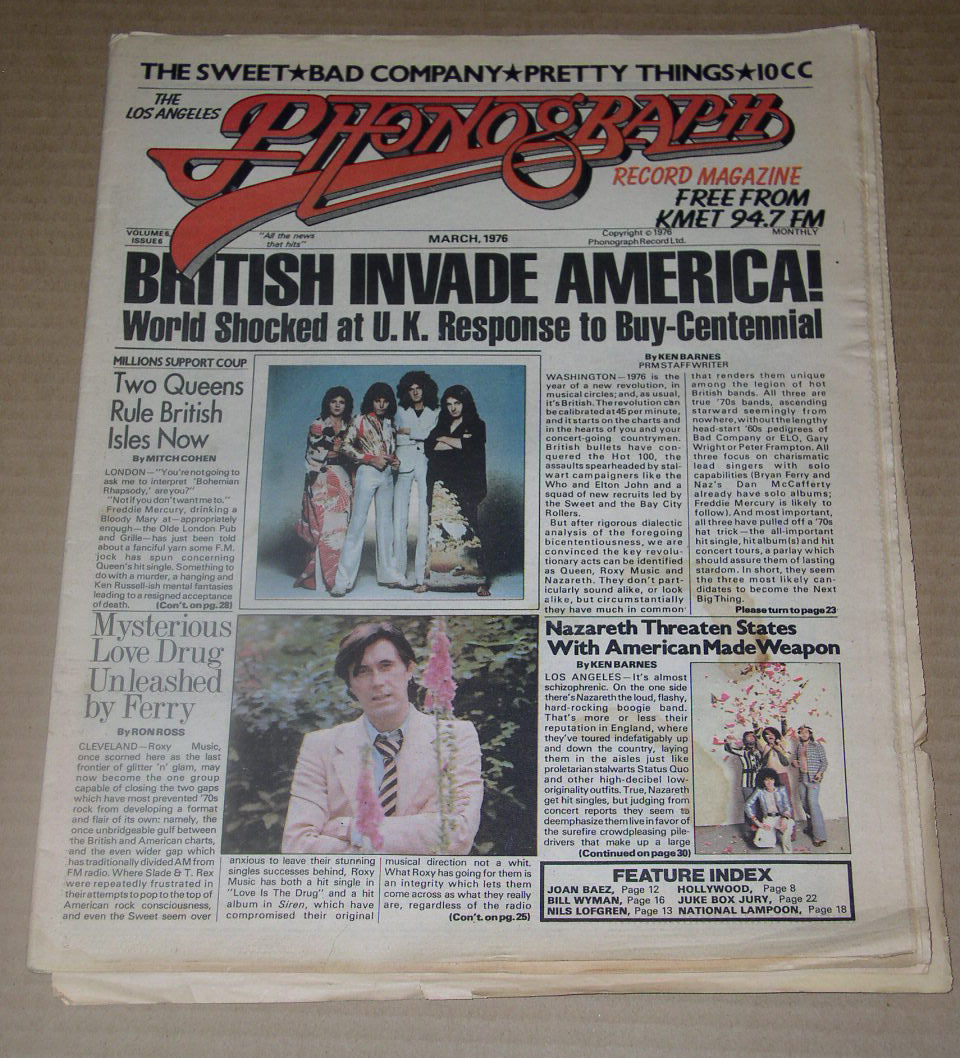 THE SWEET★BAD COMPANY★PRETTY THINGS★10CC
THE
LOS ANGELES
PHONOGRAPH
RECORD MAGAZINE
FREE FROM
KMET 94.7 FM
VOLUME 6,
ISSUE 6
"All the news
that hits"
MARCH, 1976
Copyright © 1976
Phonograph Record Ltd.
MONTHLY
BRITISH INVADE AMERICA!
World Shocked at U.K. Response to Buy-Centennial
MILLIONS SUPPORT COUP
Two Queens
Rule British
Isles Now
By MITCH COHEN
LONDON—"You're not going to
ask me to interpret 'Bohemian
Rhapsody,' are you?"
"Not if you don't want me to."
Freddie Mercury, drinking a
Bloody Mary at—appropriately
enough—the Olde London Pub
and Grille—has just been told
about a fanciful yarn some F.M.
jock has spun concerning
Queen's hit single. Something to
do with a murder, a hanging and
Ken Russell-ish mental fantasies
leading to a resigned acceptance
of death. (Con't. on pg. 28)
By KEN BARNES
PRM STAFF WRITER
WASHINGTON—1976 is the
year of a new revolution, in
musical circles; and, as usual,
it's British. The revolution can
be calibrated at 45 per minute,
and it starts on the charts and
in the hearts of you and your
concert-going countrymen.
British bullets have con-
quered the Hot 100, the
assaults spearheaded by stal-
wart campaigners like the
Who and Elton John and a
squad of new recruits led by
the Sweet and the Bay City
Rollers.
But after rigorous dialectic
analysis of the foregoing
bicentennousness, we are
convinced the key revolu-
tionary acts can be identified
as Queen, Roxy Music and
Nazareth. They don't part-
icularly sound alike, or look
alike, but circumstantially
they have much in common
that renders them unique
among the legion of hot
British bands. All three are
true '70s bands, ascending
starward seemingly from
nowhere, without the lengthy
head-start '60s pedigrees of
Bad Company or ELO, Gary
Wright or Peter Frampton. All
three focus on charismatic
lead singers with solo
capabilities (Bryan Ferry and
Naz's Dan McCafferty
already have solo albums;
Freddie Mercury is likely to
follow). And most important,
all three have pulled off a '70s
hat trick—the all-important
hit single, hit album(s) and hit
concert tours, a parlay which
should assure them of lasting
stardom. In short, they seem
the three most likely can-
didates to become the Next
Big Thing.
Please turn to page 23
Mysterious
Love Drug
Unleashed
by Ferry
By RON ROSS
CLEVELAND—Roxy Music,
once scorned here as the last
frontier of glitter 'n' glam, may
now become the one group
capable of closing the two gaps
which have most prevented '70s
rock from developing a format
and flair of its own: namely, the
once unbridgeable gulf between
the British and American charts,
and the even wider gap which
has traditionally divided AM from
FM radio. Where Slade & T. Rex
were repeatedly frustrated in
their attempts to pop to the top of
American rock consciousness,
and even the Sweet seem over
anxious to leave their stunning
singles successes behind, Roxy
Music has both a hit single in
"Love Is The Drug" and a hit
album in Siren, which have
compromised their original
musical direction not a whit.
What Roxy has going for them is
an integrity which lets them
come across as what they really
are, regardless of the radio
(Con't. on pg. 25)
Nazareth Threaten States
With American Made Weapon
By KEN BARNES
LOS ANGELES—It's almost
schizophrenic. On the one side
there's Nazareth the loud, flashy,
hard-rocking boogie band.
That's more or less their
reputation in England, where
they've toured indefatigably up
and down the country, laying
them in the aisles just like
proletarian stalwarts Status Quo
and other high-decibel low-
originality outfits. True, Nazareth
get hit singles, but judging from
concert reports they seem to
deemphasize them live in favor of
the surefire crowdpleasing pile-
drivers that make up a large
(Continued on page 30)
FEATURE INDEX
JOAN BAEZ, Page 12 HOLLYWOOD, Page 8
BILL WYMAN, Page 16 JUKE BOX JURY, Page 22
NILS LOFGREN, Page 13 NATIONAL LAMPOON, Page 18